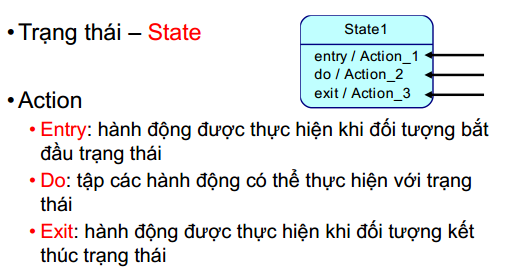 • Trạng thái – State
State1
entry / Action_1
do / Action_2
exit / Action_3
• Action
• Entry: hành động được thực hiện khi đối tượng bắt
đầu trạng thái
• Do: tập các hành động có thể thực hiện với trạng
thái
• Exit: hành động được thực hiện khi đối tượng kết
thúc trạng thái